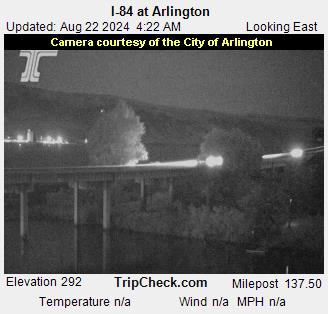 I-84 at Arlington
Updated: Aug 22 2024 4:22 AM Looking East
Camera courtesy of the City of Arlington
Elevation 292 TripCheck.com Milepost 137.50
Temperature n/a Wind n/a MPH n/a